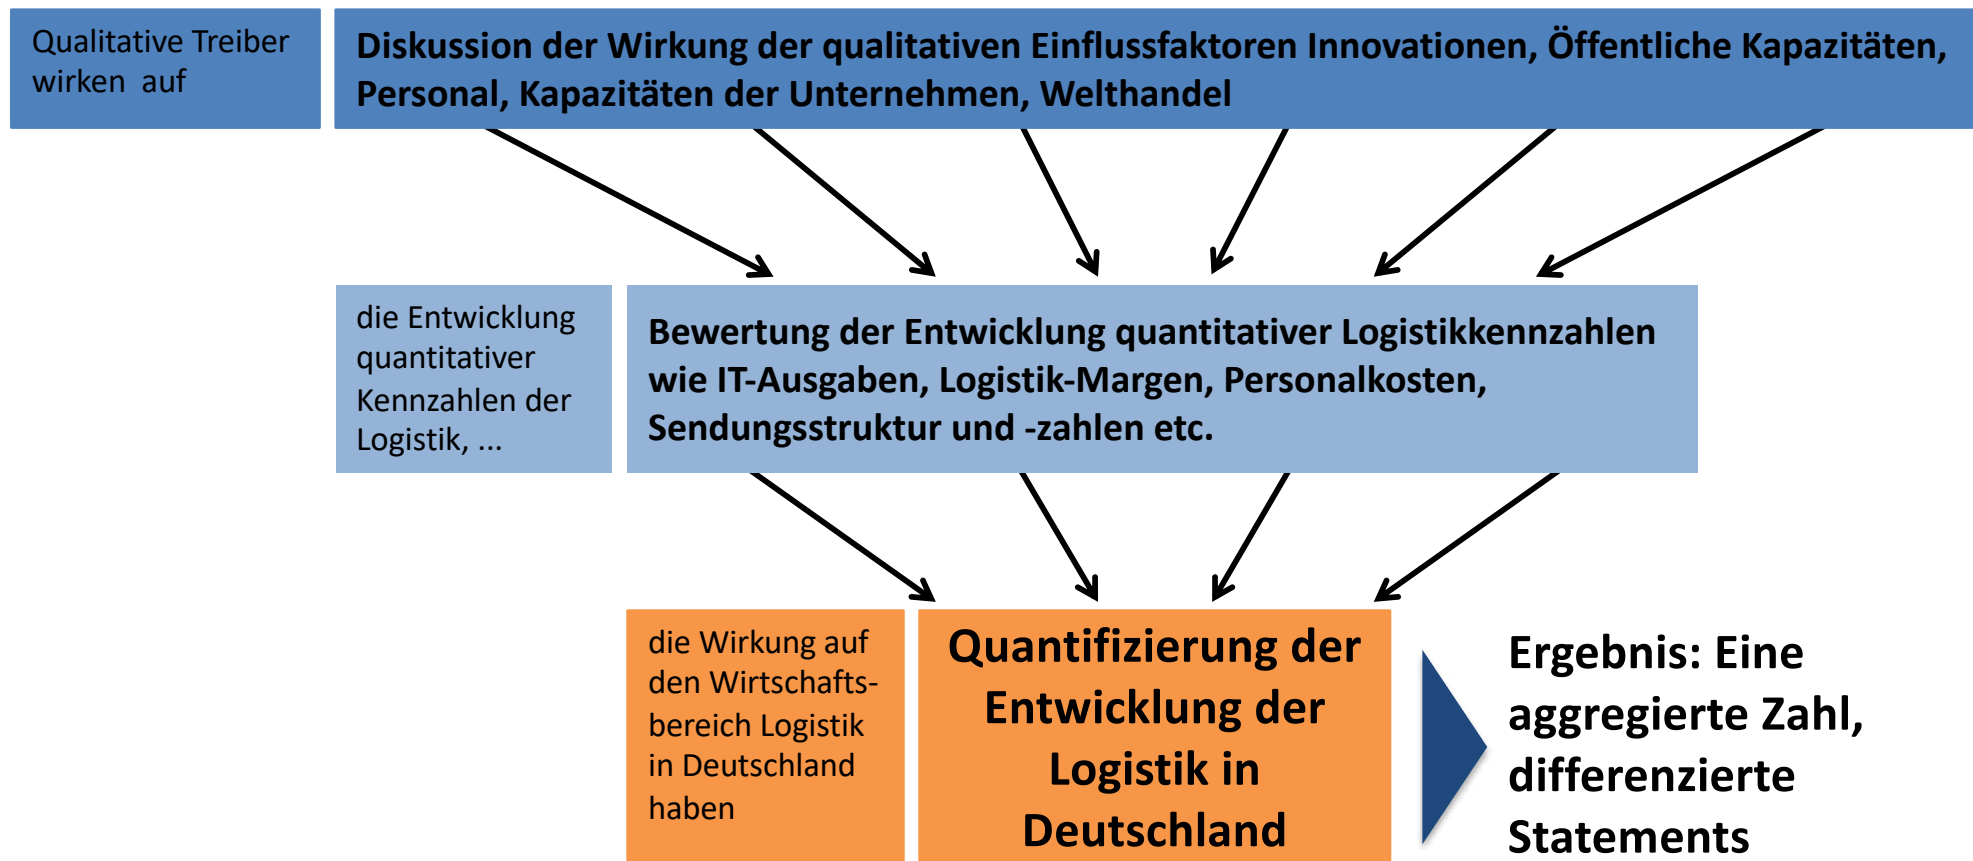 Qualitative Treiber
wirken auf
Diskussion der Wirkung der qualitativen Einflussfaktoren Innovationen, Öffentliche Kapazitäten,
Personal, Kapazitäten der Unternehmen, Welthandel
die Entwicklung
quantitativer
Kennzahlen der
Logistik, ...
Bewertung der Entwicklung quantitativer Logistikkennzahlen
wie IT-Ausgaben, Logistik-Margen, Personalkosten,
Sendungsstruktur und -zahlen etc.
die Wirkung auf
den Wirtschafts-
bereich Logistik
in Deutschland
haben
Quantifizierung der
Entwicklung der
Logistik in
Deutschland
Ergebnis: Eine
aggregierte Zahl,
differenzierte
Statements